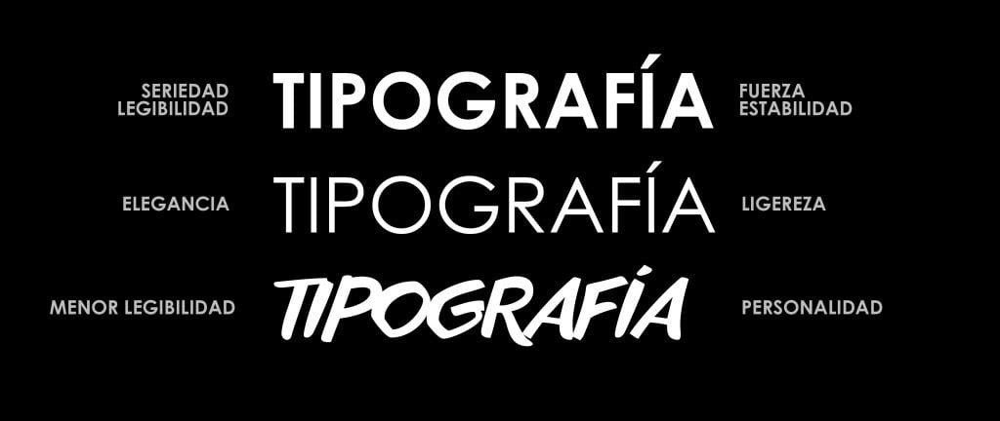 SERIEDAD
LEGIBILIDAD
TIPOGRAFÍA
FUERZA
ESTABILIDAD
ELEGANCIA
TIPOGRAFÍA
LIGEREZA
MENOR LEGIBILIDAD
TIPOGRAFÍA
PERSONALIDAD